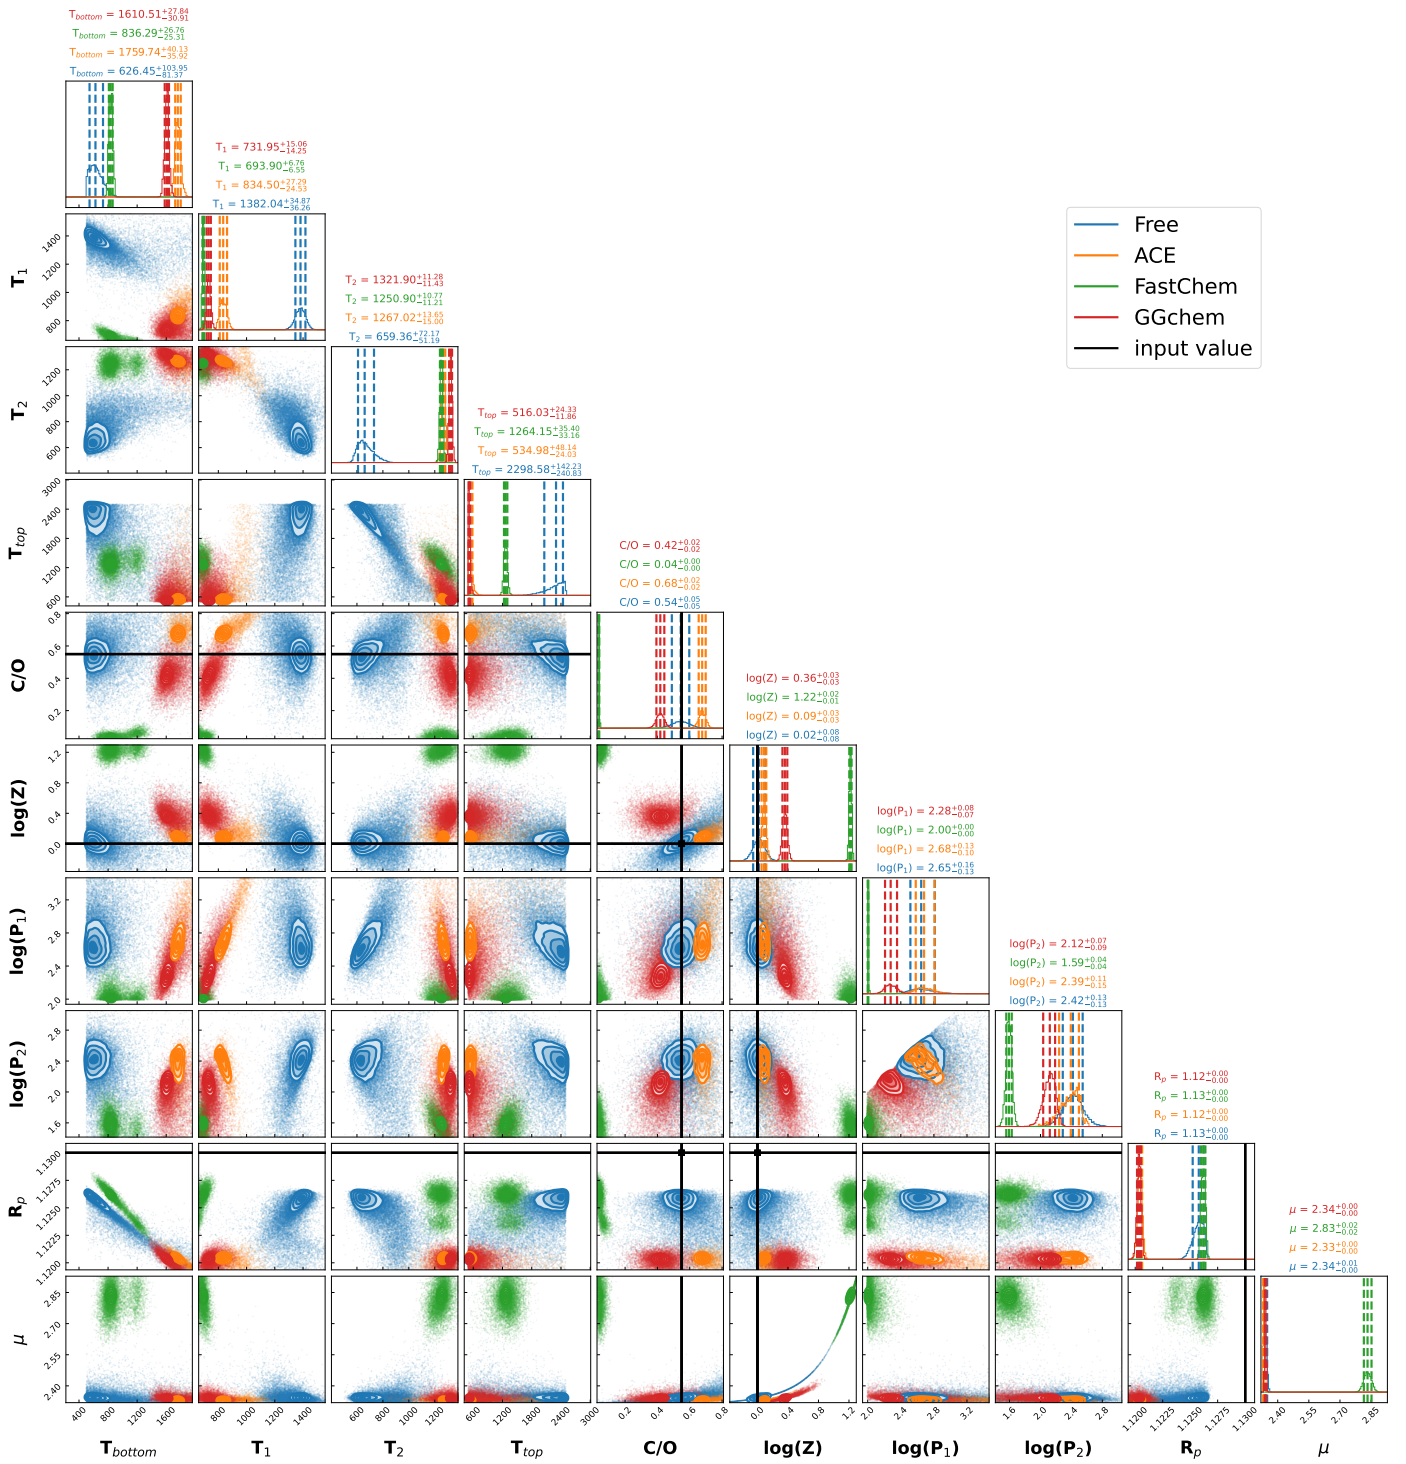 T_bottom = 1610.51 +27.84 −30.91
T_bottom = 836.29 +26.76 −25.31
T_bottom = 1759.74 +40.13 −35.92
T_bottom = 626.45 +103.95 −81.37
T_1 = 731.95 +15.06 −14.25
T_1 = 693.90 +6.76 −6.55
T_1 = 834.50 +27.29 −24.53
T_1 = 1382.04 +34.87 −36.26
Free
ACE
FastChem
GGchem
input value
T_2 = 1321.90 +11.28 −11.43
T_2 = 1250.90 +10.77 −11.21
T_2 = 1267.02 +13.65 −15.00
T_2 = 659.36 +72.17 −51.19
T_top = 516.03 +24.33 −11.86
T_top = 1264.15 +35.40 −33.16
T_top = 534.98 +48.14 −24.03
T_top = 2298.58 +142.23 −240.83
C/O = 0.42 +0.02 −0.02
C/O = 0.04 +0.00 −0.00
C/O = 0.68 +0.02 −0.02
C/O = 0.54 +0.05 −0.05
log(Z) = 0.36 +0.03 −0.03
log(Z) = 1.22 +0.02 −0.01
log(Z) = 0.09 +0.03 −0.03
log(Z) = 0.02 +0.08 −0.08
log(P_1) = 2.28 +0.08 −0.07
log(P_1) = 2.00 +0.00 −0.00
log(P_1) = 2.68 +0.13 −0.10
log(P_1) = 2.65 +0.16 −0.13
log(P_2) = 2.12 +0.07 −0.09
log(P_2) = 1.59 +0.04 −0.04
log(P_2) = 2.39 +0.11 −0.15
log(P_2) = 2.42 +0.13 −0.13
R_p = 1.12 +0.00 −0.00
R_p = 1.13 +0.00 −0.00
R_p = 1.12 +0.00 −0.00
R_p = 1.13 +0.00 −0.00
μ = 2.34 +0.00 −0.00
μ = 2.83 +0.02 −0.02
μ = 2.33 +0.00 −0.00
μ = 2.34 +0.01 −0.00
T_1
1400
1200
1000
800
T_2
1200
1000
800
600
T_top
3000
2400
1800
1200
600
C/O
0.8
0.6
0.4
0.2
log(Z)
1.2
0.8
0.4
0.0
log(P_1)
3.2
2.8
2.4
2.0
log(P_2)
2.8
2.4
2.0
1.6
R_p
1.1300
1.1275
1.1250
1.1225
1.1200
μ
2.85
2.70
2.55
2.40
400 800 1200 1600
800 1000 1200 1400
600 800 1000 1200
600 1200 1800 2400 3000
0.2 0.4 0.6 0.8
0.0 0.4 0.8 1.2
2.0 2.4 2.8 3.2
1.6 2.0 2.4 2.8
1.1200 1.1225 1.1250 1.1275 1.1300
2.40 2.55 2.70 2.85
T_bottom T_1 T_2 T_top C/O log(Z) log(P_1) log(P_2) R_p μ